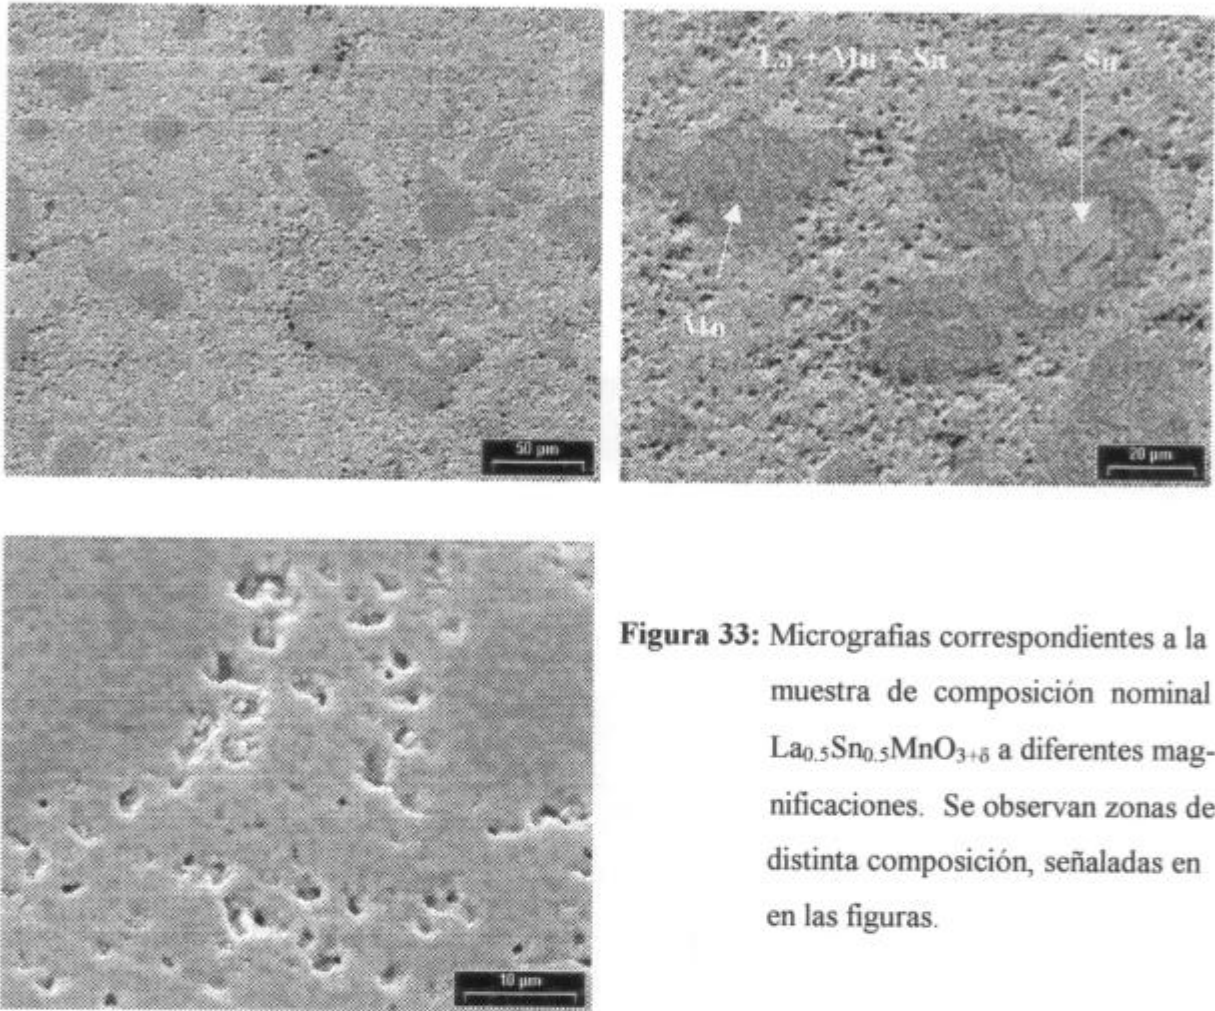 La + Mn + Sn
Sn
Mn
50 µm
20 µm
10 µm
Figura 33: Micrografias correspondientes a la
muestra de composición nominal
La₀.₅Sn₀.₅MnO₃₊δ a diferentes mag-
nificaciones. Se observan zonas de
distinta composición, señaladas en
en las figuras.